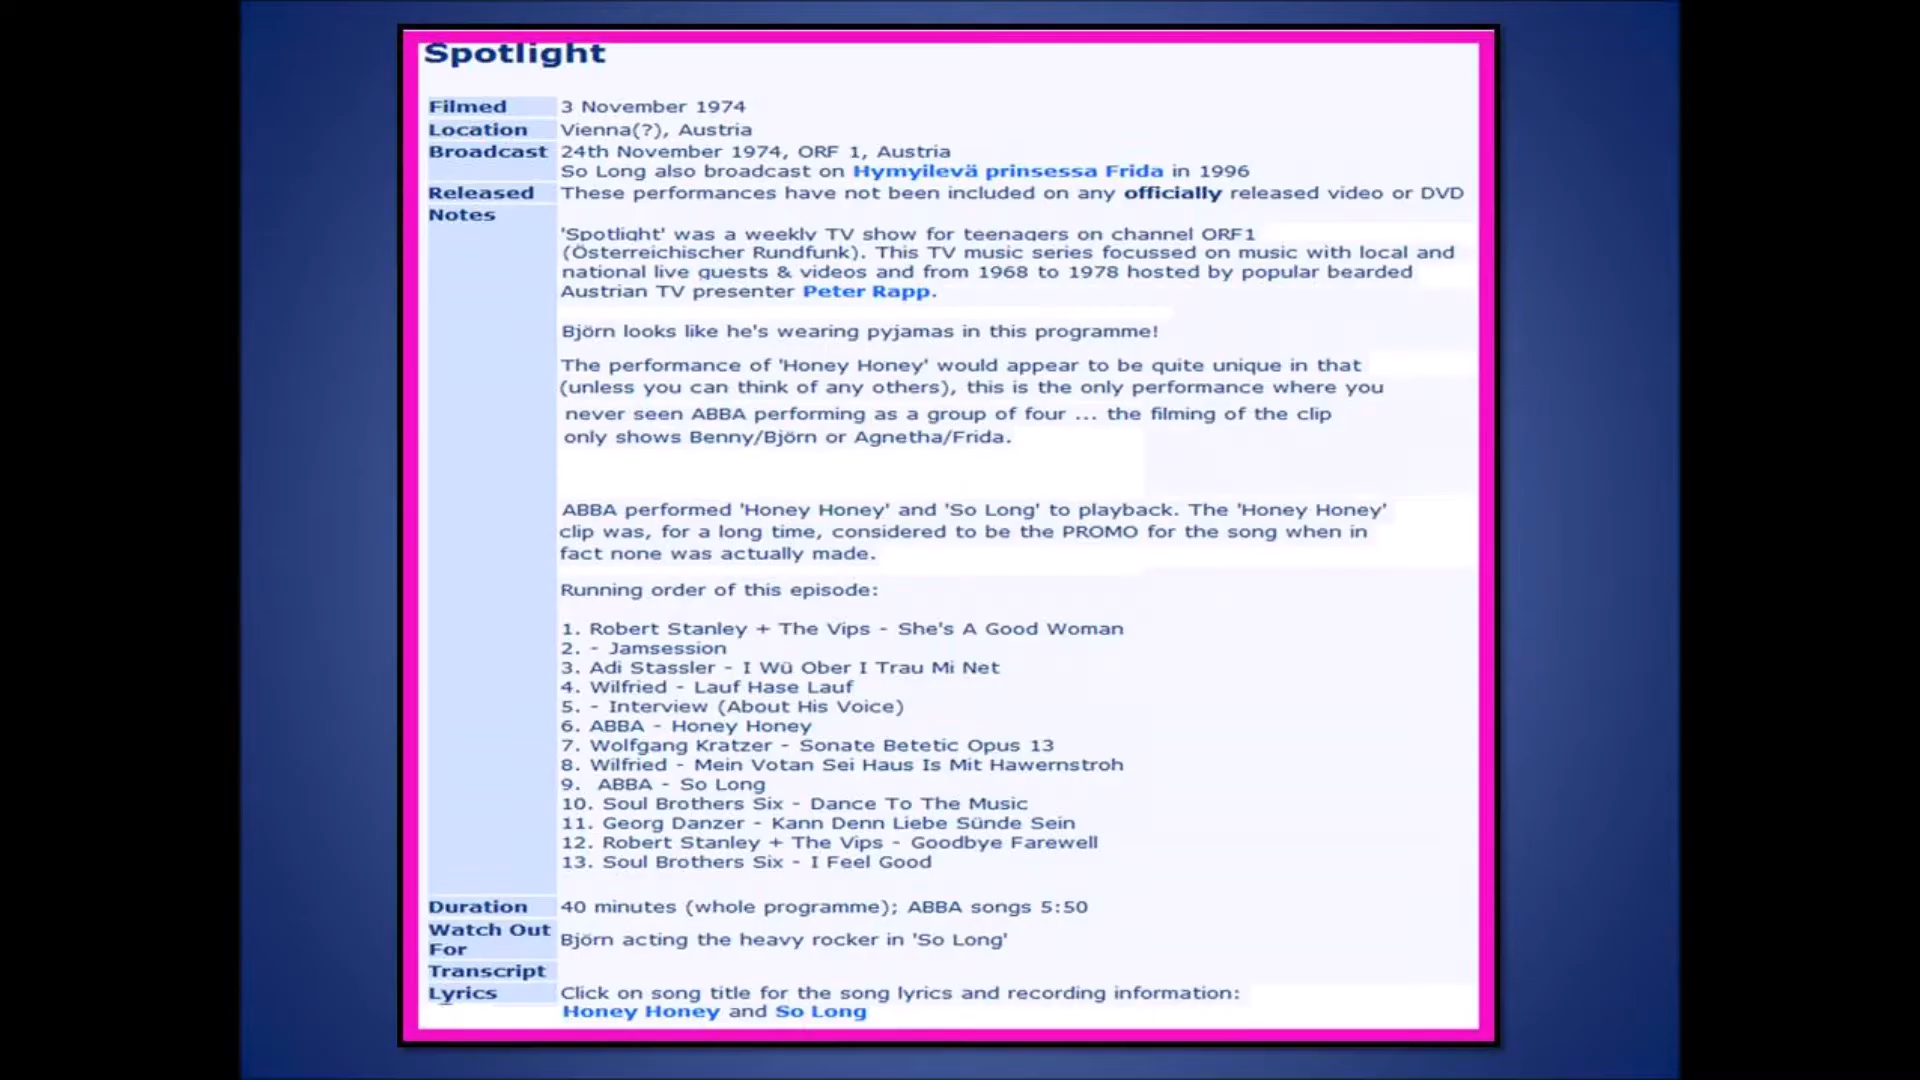 Spotlight
Filmed 3 November 1974
Location Vienna(?), Austria
Broadcast 24th November 1974, ORF 1, Austria
So Long also broadcast on Hymyilevä prinsessa Frida in 1996
Released These performances have not been included on any officially released video or DVD
Notes
'Spotlight' was a weekly TV show for teenagers on channel ORF1
(Österreichischer Rundfunk). This TV music series focussed on music with local and
national live guests & videos and from 1968 to 1978 hosted by popular bearded
Austrian TV presenter Peter Rapp.
Björn looks like he's wearing pyjamas in this programme!
The performance of 'Honey Honey' would appear to be quite unique in that
(unless you can think of any others), this is the only performance where you
never seen ABBA performing as a group of four ... the filming of the clip
only shows Benny/Björn or Agnetha/Frida.
ABBA performed 'Honey Honey' and 'So Long' to playback. The 'Honey Honey'
clip was, for a long time, considered to be the PROMO for the song when in
fact none was actually made.
Running order of this episode:
1. Robert Stanley + The Vips - She's A Good Woman
2. - Jamsession
3. Adi Stassler - I Wü Ober I Trau Mi Net
4. Wilfried - Lauf Hase Lauf
5. - Interview (About His Voice)
6. ABBA - Honey Honey
7. Wolfgang Kratzer - Sonate Betetic Opus 13
8. Wilfried - Mein Votan Sei Haus Is Mit Hawernstroh
9. ABBA - So Long
10. Soul Brothers Six - Dance To The Music
11. Georg Danzer - Kann Denn Liebe Sünde Sein
12. Robert Stanley + The Vips - Goodbye Farewell
13. Soul Brothers Six - I Feel Good
Duration 40 minutes (whole programme); ABBA songs 5:50
Watch Out
For Björn acting the heavy rocker in 'So Long'
Transcript
Lyrics Click on song title for the song lyrics and recording information:
Honey Honey and So Long